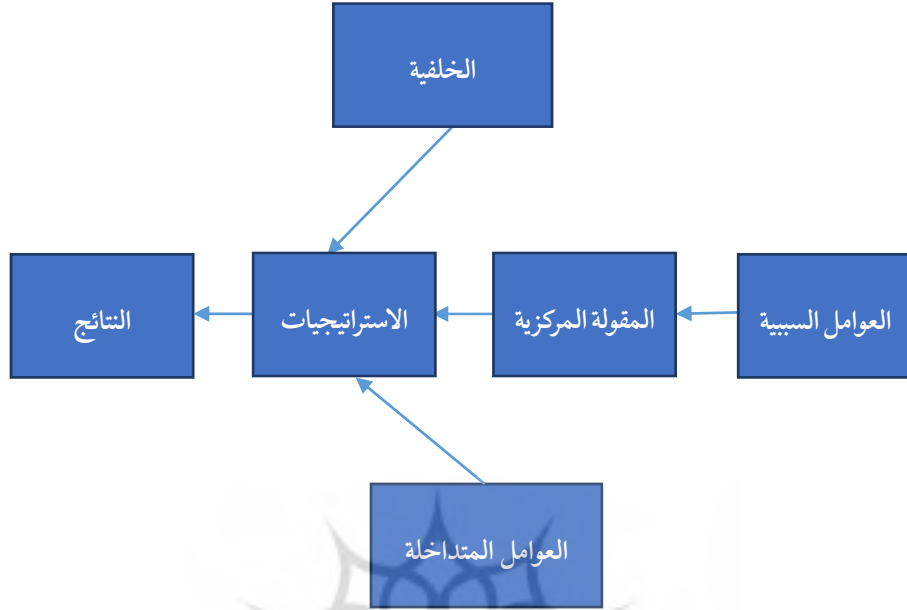 الخلفية
العوامل السببية
المقولة المركزية
الاستراتيجيات
النتائج
العوامل المتداخلة